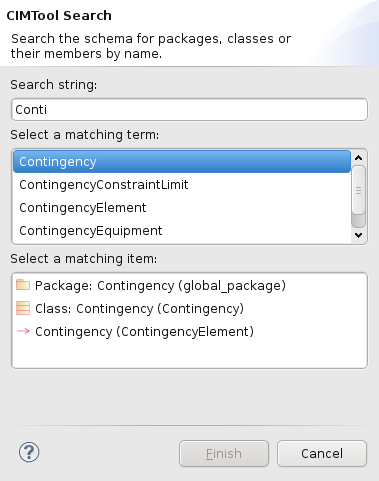 CIMTool Search
Search the schema for packages, classes or
their members by name.
Search string:
Conti
Select a matching term:
Contingency
ContingencyConstraintLimit
ContingencyElement
ContingencyEquipment
Select a matching item:
Package: Contingency (global_package)
Class: Contingency (Contingency)
Contingency (ContingencyElement)
?
Finish
Cancel